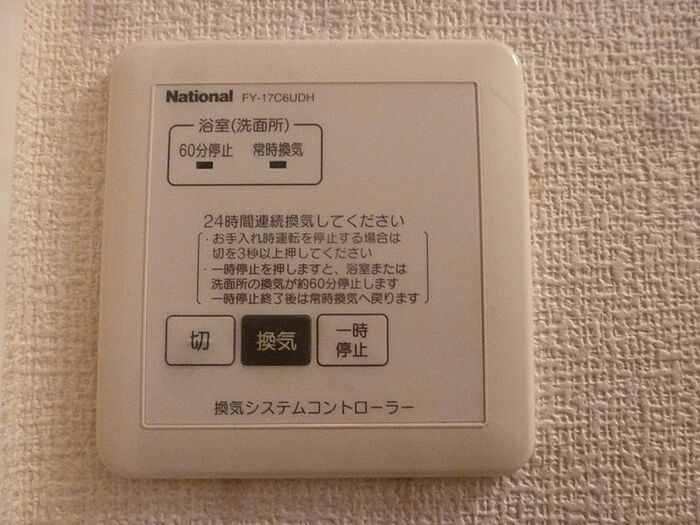 National FY-17C6UDH
浴室(洗面所)
60分停止 常時換気
24時間連続換気してください
・お手入れ時運転を停止する場合は
切を3秒以上押してください
・一時停止を押しますと、浴室または
洗面所の換気が約60分停止します
一時停止終了後は常時換気へ戻ります
切 換気 一時
停止
換気システムコントローラー